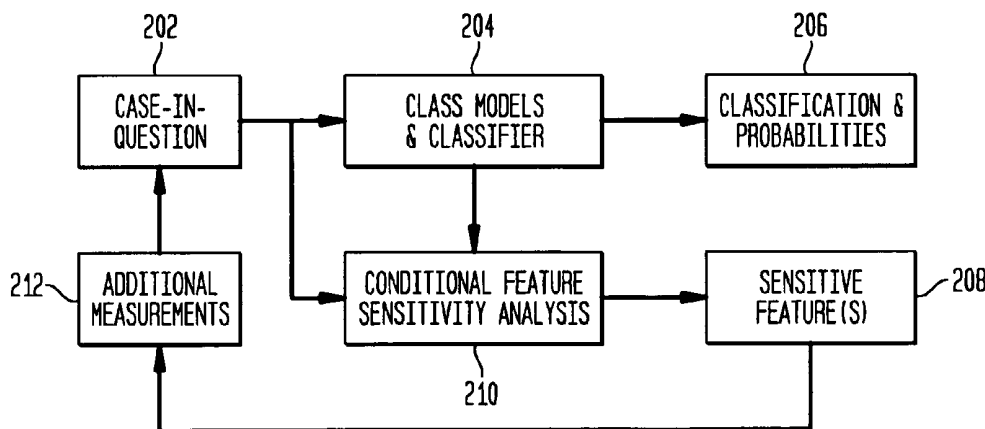 202
204
206
CASE-IN-
QUESTION
CLASS MODELS
& CLASSIFIER
CLASSIFICATION &
PROBABILITIES
212
ADDITIONAL
MEASUREMENTS
CONDITIONAL FEATURE
SENSITIVITY ANALYSIS
SENSITIVE
FEATURE(S)
208
210